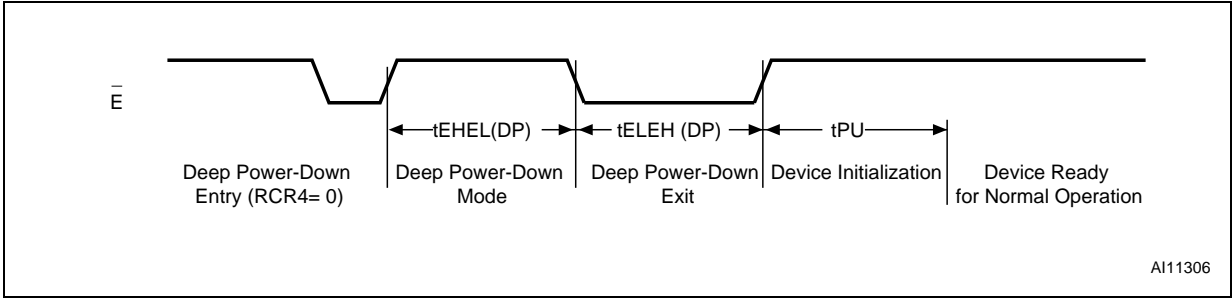 E̅
tEHEL(DP)
tELEH (DP)
tPU
Deep Power-Down
Entry (RCR4= 0)
Deep Power-Down
Mode
Deep Power-Down
Exit
Device Initialization
Device Ready
for Normal Operation
AI11306